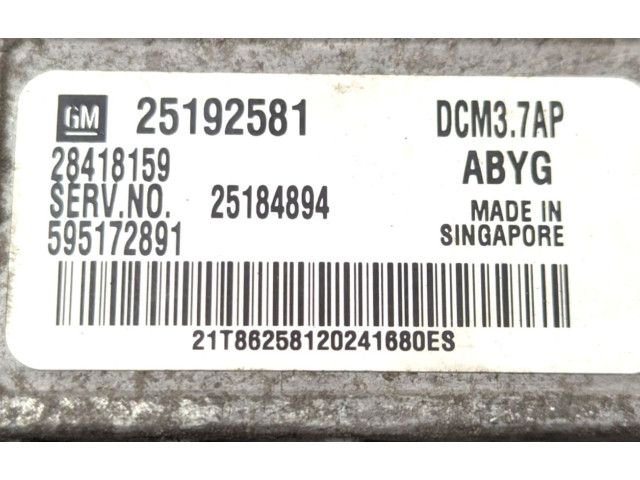 GM 25192581 DCM3.7AP
28418159 ABYG
SERV.NO. 25184894 MADE IN
595172891 SINGAPORE
21T86258120241680ES